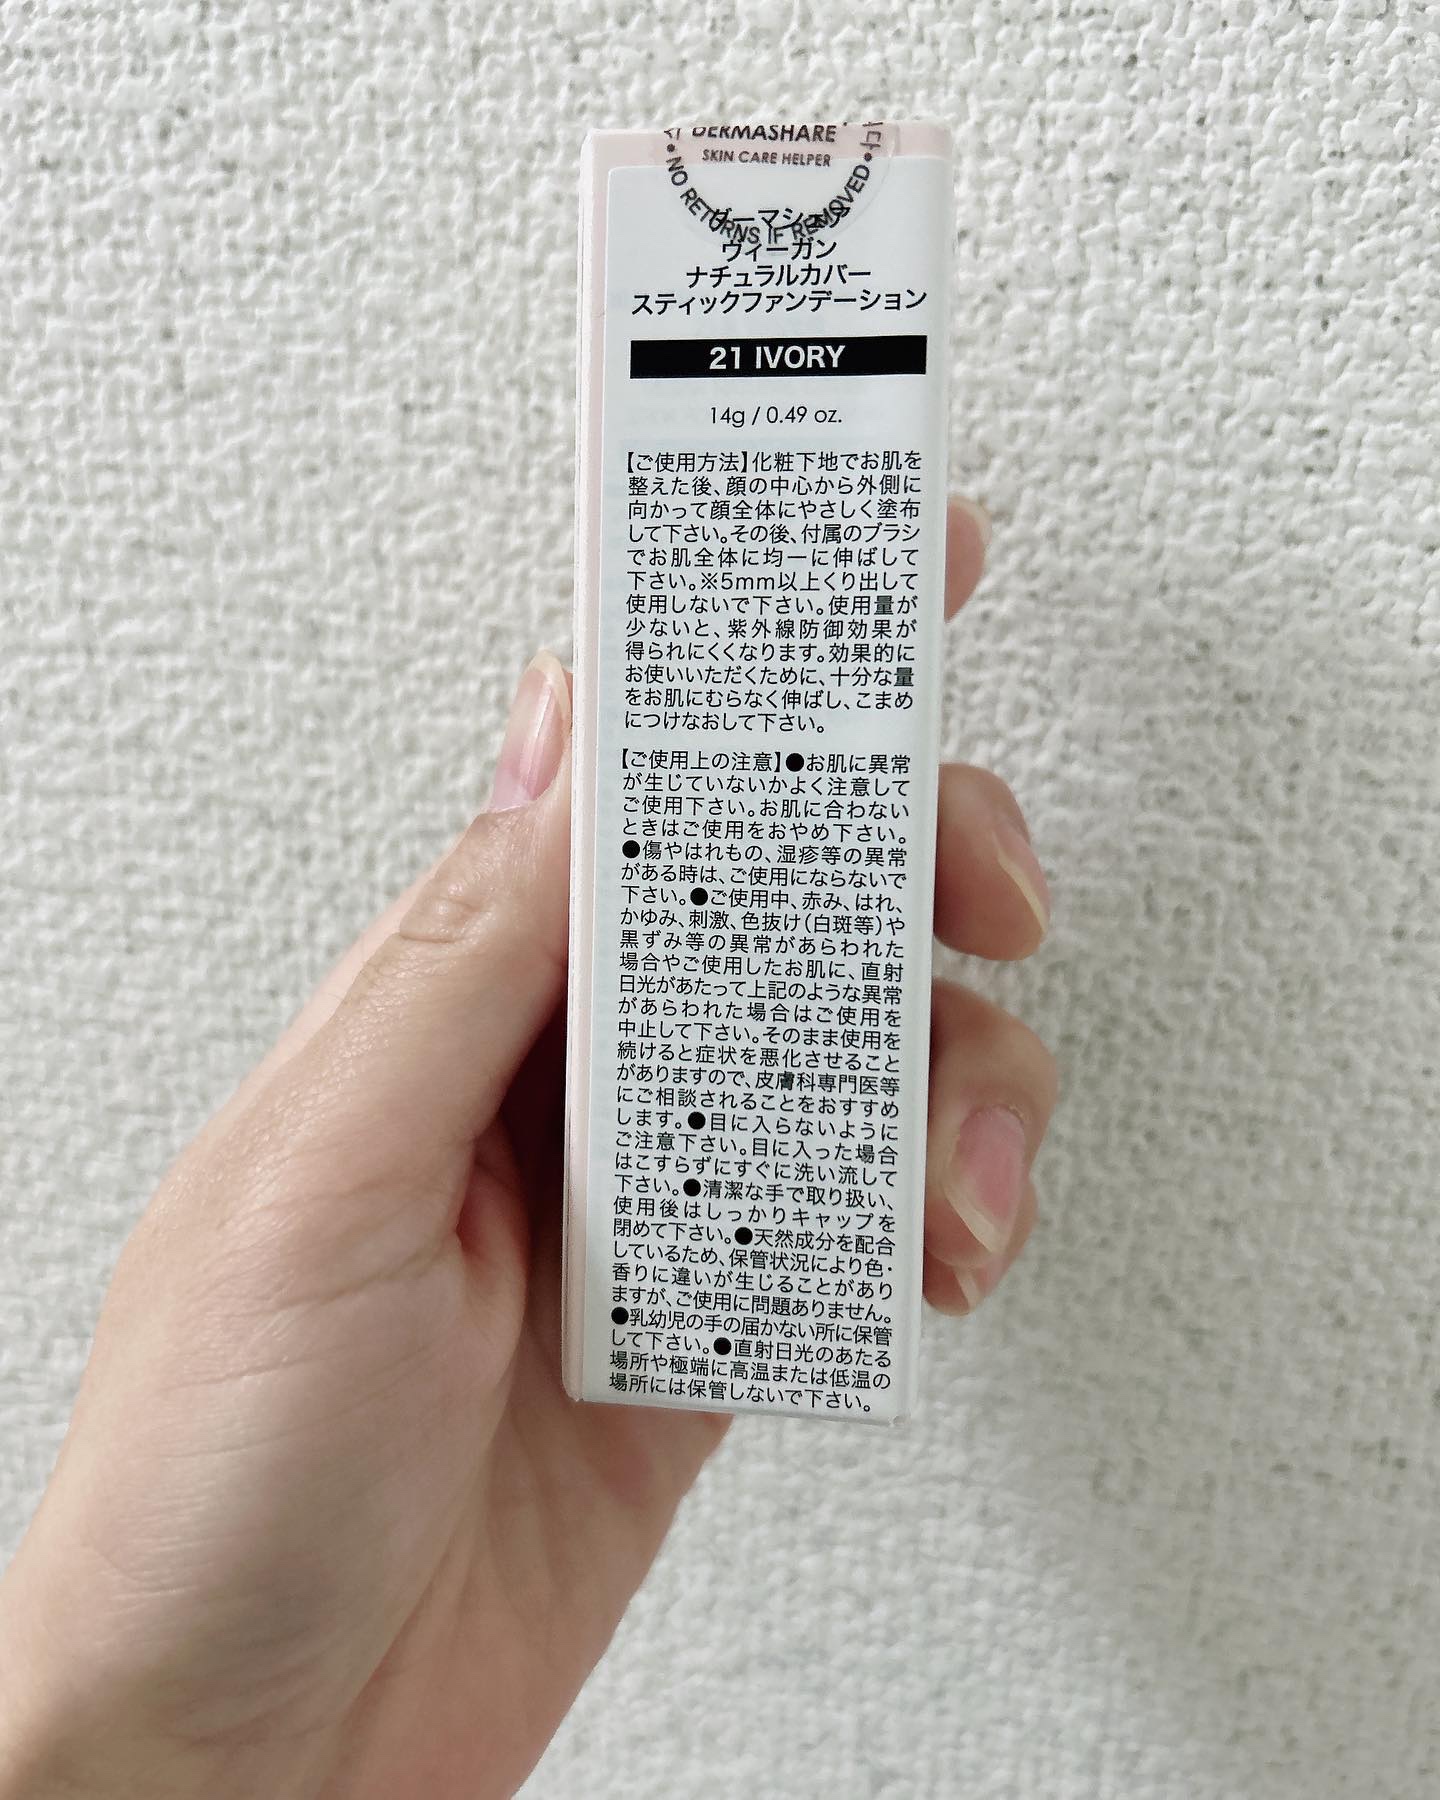 DERMASHARE
SKIN CARE HELPER
NO RETURNS IF REMOVED
ヴィーガン
ナチュラルカバー
スティックファンデーション
21 IVORY
14g / 0.49 oz.
【ご使用方法】化粧下地でお肌を
整えた後、顔の中心から外側に
向かって顔全体にやさしく塗布
して下さい。その後、付属のブラシ
でお肌全体に均一に伸ばして
下さい。※5mm以上くり出して
使用しないで下さい。使用量が
少ないと、紫外線防御効果が
得られにくくなります。効果的に
お使いいただくために、十分な量
をお肌にむらなく伸ばし、こまめ
につけなおして下さい。
【ご使用上の注意】●お肌に異常
が生じていないかよく注意して
ご使用下さい。お肌に合わない
ときはご使用をおやめ下さい。
●傷やはれもの、湿疹等の異常
がある時は、ご使用にならないで
下さい。●ご使用中、赤み、はれ、
かゆみ、刺激、色抜け(白斑等)や
黒ずみ等の異常があらわれた
場合やご使用したお肌に、直射
日光があたって上記のような異常
があらわれた場合はご使用を
中止して下さい。そのまま使用を
続けると症状を悪化させること
がありますので、皮膚科専門医等
にご相談されることをおすすめ
します。●目に入らないように
ご注意下さい。目に入った場合
はこすらずにすぐに洗い流して
下さい。●清潔な手で取り扱い、
使用後はしっかりキャップを
閉めて下さい。●天然成分を配合
しているため、保管状況により色・
香りに違いが生じることがあり
ますが、ご使用に問題ありません。
●乳幼児の手の届かない所に保管
して下さい。●直射日光のあたる
場所や極端に高温または低温の
場所には保管しないで下さい。